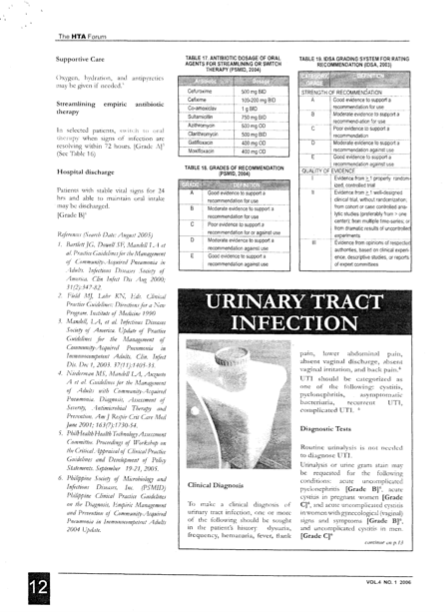 The HTA Forum
Supportive Care
Oxygen, hydration, and antipyretics
may be given if needed.
Streamlining empiric antibiotic
therapy
In selected patients, switch to oral
therapy when signs of infection are
resolving within 72 hours. [Grade A]
(See Table 16)
Hospital discharge
Patients with stable vital signs for 24
hrs and able to maintain oral intake
may be discharged.
[Grade B]
References (Search Date: August 2005)
1. Bartlett JG, Dowell SF, Mandell LA et
al. Practice Guidelines for the Management
of Community-Acquired Pneumonia in
Adults. Infectious Diseases Society of
America. Clin Infect Dis Aug 2000;
31(2):347-82.
2. Field MJ, Lohr KN, Eds. Clinical
Practice Guidelines: Directions for a New
Program. Institute of Medicine 1990
3. Mandell, LA, et al. Infectious Diseases
Society of America. Update of Practice
Guidelines for the Management of
Community-Acquired Pneumonia in
Immunocompetent Adults. Clin. Infect
Dis. Dec 1, 2003. 37(11):1405-33.
4. Niederman MS, Mandell LA, Anzueto
A et al. Guidelines for the Management
of Adults with Community-Acquired
Pneumonia. Diagnosis, Assessment of
Severity, Antimicrobial Therapy and
Prevention. Am J Respir Crit Care Med
June 2001; 163(7):1730-54.
5. PhilHealth Health Technology Assessment
Committee. Proceedings of Workshop on
the Critical Appraisal of Clinical Practice
Guidelines and Development of Policy
Statements. September 19-21, 2005.
6. Philippine Society of Microbiology and
Infectious Diseases, Inc. (PSMID)
Philippine Clinical Practice Guidelines
on the Diagnosis, Empiric Management
and Prevention of Community-Acquired
Pneumonia in Immunocompetent Adults
2004 Update.
TABLE 17. ANTIBIOTIC DOSAGE OF ORAL
AGENTS FOR STREAMLINING OR SWITCH
THERAPY (PSMID, 2004)
Antibiotic Dosage
Cefuroxime 500 mg BID
Cefixime 100-200 mg BID
Co-amoxiclav 1 g BID
Sultamicillin 750 mg BID
Azithromycin 500 mg OD
Clarithromycin 500 mg BID
Levofloxacin
Moxifloxacin 400 mg OD
TABLE 18. GRADES OF RECOMMENDATION
(PSMID, 2004)
GRADE DEFINITION
A Good evidence to support a
recommendation for use
B Moderate evidence to support a
recommendation for use
C Poor evidence to support a
recommendation for or against use
D Moderate evidence to support a
recommendation against use
E Good evidence to support a
recommendation against use
TABLE 19. IDSA GRADING SYSTEM FOR RATING
RECOMMENDATION (IDSA, 2003)
CATEGORY/GRADE DEFINITION
STRENGTH OF RECOMMENDATION
A Good evidence to support a
recommendation for use
B Moderate evidence to support a
recommendation for use
C Poor evidence to support a
recommendation
D Moderate evidence to support a
recommendation against use
E Good evidence to support a
recommendation against use
QUALITY OF EVIDENCE
I Evidence from ≥1 properly random-
ized, controlled trial
II Evidence from ≥1 well-designed
clinical trial, without randomization;
from cohort or case controlled ana-
lytic studies (preferably from > one
center); from multiple time-series; or
from dramatic results of uncontrolled
experiments
III Evidence from opinions of respected
authorities, based on clinical experi-
ence, descriptive studies, or reports
of expert committees
URINARY TRACT
INFECTION
Clinical Diagnosis
To make a clinical diagnosis of
urinary tract infection, one or more
of the following should be sought
in the patient's history: dysuria,
frequency, hematuria, fever, flank
pain, lower abdominal pain,
absent vaginal discharge, absent
vaginal irritation, and back pain.
UTI should be categorized as
one of the following: cystitis,
pyelonephritis, asymptomatic
bacteriuria, recurrent UTI,
complicated UTI.
Diagnostic Tests
Routine urinalysis is not needed
to diagnose UTI.
Urinalysis or urine gram stain may
be requested for the following
conditions: acute uncomplicated
pyelonephritis [Grade B], acute
cystitis in pregnant women [Grade
C], and acute uncomplicated cystitis
in women with gynecological (vaginal)
signs and symptoms [Grade B],
and uncomplicated cystitis in men.
[Grade C]
continue on p.13
12
VOL.4 NO. 1 2006